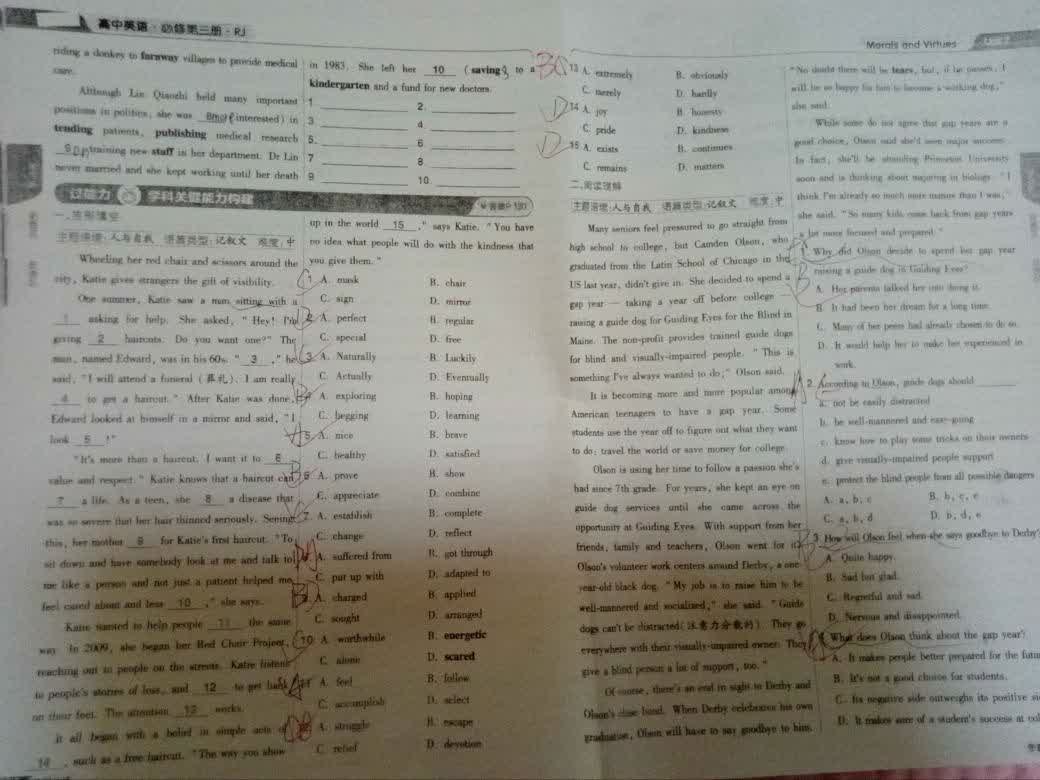 高中英语·必修第三册·RJ
riding a donkey to faraway villages to provide medical
care.
Although Lin Qiaozhi held many important
positions in politics, she was 8 (interested) in
tending patients, publishing medical research
9 training new staff in her department. Dr Lin
never married and she kept working until her death
in 1983. She left her 10 (saving) to a
kindergarten and a fund for new doctors.
1 2.
3 4.
5. 6.
7 8
9 10.
过能力 学科关键能力构建
一、完形填空
主题语境:人与自我 语篇类型:记叙文 难度:中
Wheeling her red chair and scissors around the
city, Katie gives strangers the gift of visibility.
One summer, Katie saw a man sitting with a
1 asking for help. She asked, "Hey! I'm
giving 2 haircuts. Do you want one?" The
man, named Edward, was in his 60s. "3," he
said, "I will attend a funeral (葬礼). I am really
4 to get a haircut." After Katie was done,
Edward looked at himself in a mirror and said, "I
look 5!"
"It's more than a haircut. I want it to 6
value and respect." Katie knows that a haircut can
7 a life. As a teen, she 8 a disease that
was so severe that her hair thinned seriously. Seeing
this, her mother 9 for Katie's first haircut. "To
sit down and have somebody look at me and talk to
me like a person and not just a patient helped me
feel cared about and less 10," she says.
Katie wanted to help people 11 the same
way. In 2009, she began her Red Chair Project,
reaching out to people on the streets. Katie listens
to people's stories of loss, and 12 to get back
on their feet. The attention 13 works.
It all began with a belief in simple acts of
14, such as a free haircut. "The way you show
up in the world 15," says Katie. "You have
no idea what people will do with the kindness that
you give them."
1. A. mask B. chair
C. sign D. mirror
2. A. perfect B. regular
C. special D. free
3. A. Naturally B. Luckily
C. Actually D. Eventually
4. A. exploring B. hoping
C. begging D. learning
5. A. nice B. brave
C. healthy D. satisfied
6. A. prove B. show
C. appreciate D. combine
7. A. establish B. complete
C. change D. reflect
8. A. suffered from B. got through
C. put up with D. adapted to
9. A. charged B. applied
C. sought D. arranged
10. A. worthwhile B. energetic
C. alone D. scared
11. A. feel B. follow
C. accomplish D. select
12. A. struggle B. escape
C. relief D. devotion
Morals and Virtues
13 A. extremely B. obviously
C. merely D. hardly
14 A. joy B. honesty
C. pride D. kindness
15 A. exists B. continues
C. remains D. matters
二、阅读理解
主题语境:人与自我 语篇类型:记叙文 难度:中
Many seniors feel pressured to go straight from
high school to college, but Camden Olson, who
graduated from the Latin School of Chicago in the
US last year, didn't give in. She decided to spend a
gap year — taking a year off before college —
raising a guide dog for Guiding Eyes for the Blind in
Maine. The non-profit provides trained guide dogs
for blind and visually-impaired people. "This is
something I've always wanted to do," Olson said.
It is becoming more and more popular among
American teenagers to have a gap year. Some
students use the year off to figure out what they want
to do: travel the world or save money for college.
Olson is using her time to follow a passion she's
had since 7th grade. For years, she kept an eye on
guide dog services until she came across the
opportunity at Guiding Eyes. With support from her
friends, family and teachers, Olson went for it.
Olson's volunteer work centers around Derby, a one-
year-old black dog. "My job is to raise him to be
well-mannered and socialized," she said. "Guide
dogs can't be distracted(注意力分散的). They go
everywhere with their visually-impaired owner. They
give a blind person a lot of support, too."
Of course, there's an end in sight to Derby and
Olson's close bond. When Derby celebrates his own
graduation, Olson will have to say goodbye to him.
"No doubt there will be tears, but, if he passes, I
will be so happy for him to become a working dog,"
she said.
While some do not agree that gap years are a
good choice, Olson said she'd seen major success.
In fact, she'll be attending Princeton University
soon and is thinking about majoring in biology. "I
think I'm already so much more mature than I was,"
she said. "So many kids come back from gap years
a lot more focused and prepared."
1. Why did Olson decide to spend her gap year
raising a guide dog in Guiding Eyes?
A. Her parents talked her into doing it.
B. It had been her dream for a long time.
C. Many of her peers had already chosen to do so.
D. It would help her to make her experienced in
work.
2. According to Olson, guide dogs should
a. not be easily distracted
b. be well-mannered and easy-going
c. know how to play some tricks on their owners
d. give visually-impaired people support
e. protect the blind people from all possible dangers
A. a, b, c B. b, c, e
C. a, b, d D. b, d, e
3. How will Olson feel when she says goodbye to Derby?
A. Quite happy.
B. Sad but glad.
C. Regretful and sad.
D. Nervous and disappointed.
4. What does Olson think about the gap year?
A. It makes people better prepared for the
B. It's not a good choice for students.
C. Its negative side outweighs its positive
D. It makes sure of a student's success at